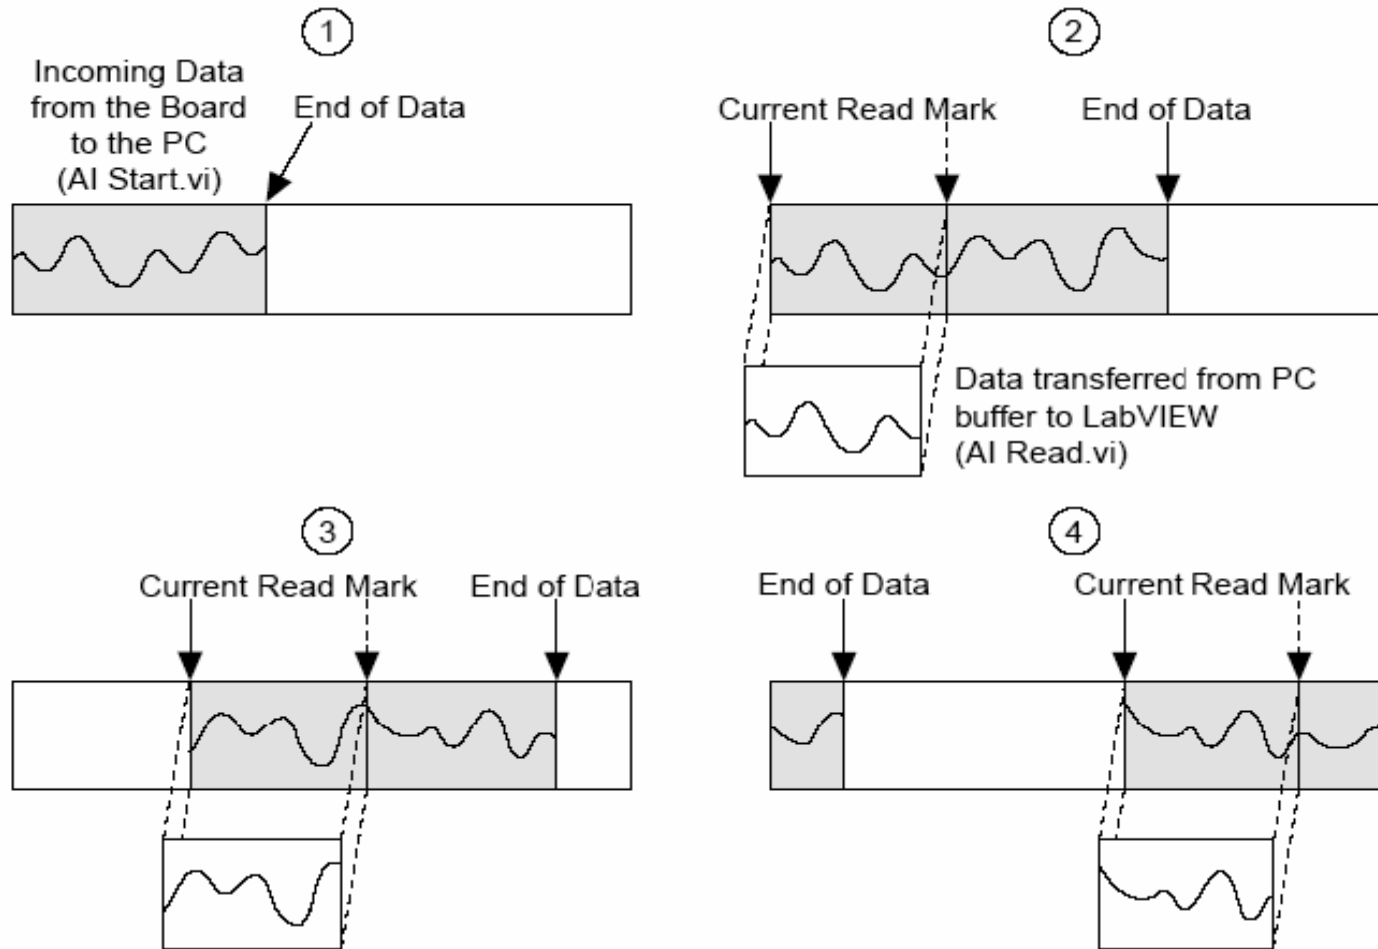 1
Incoming Data
from the Board
to the PC
(AI Start.vi)
End of Data
2
Current Read Mark
End of Data
Data transferred from PC
buffer to LabVIEW
(AI Read.vi)
3
Current Read Mark
End of Data
4
End of Data
Current Read Mark